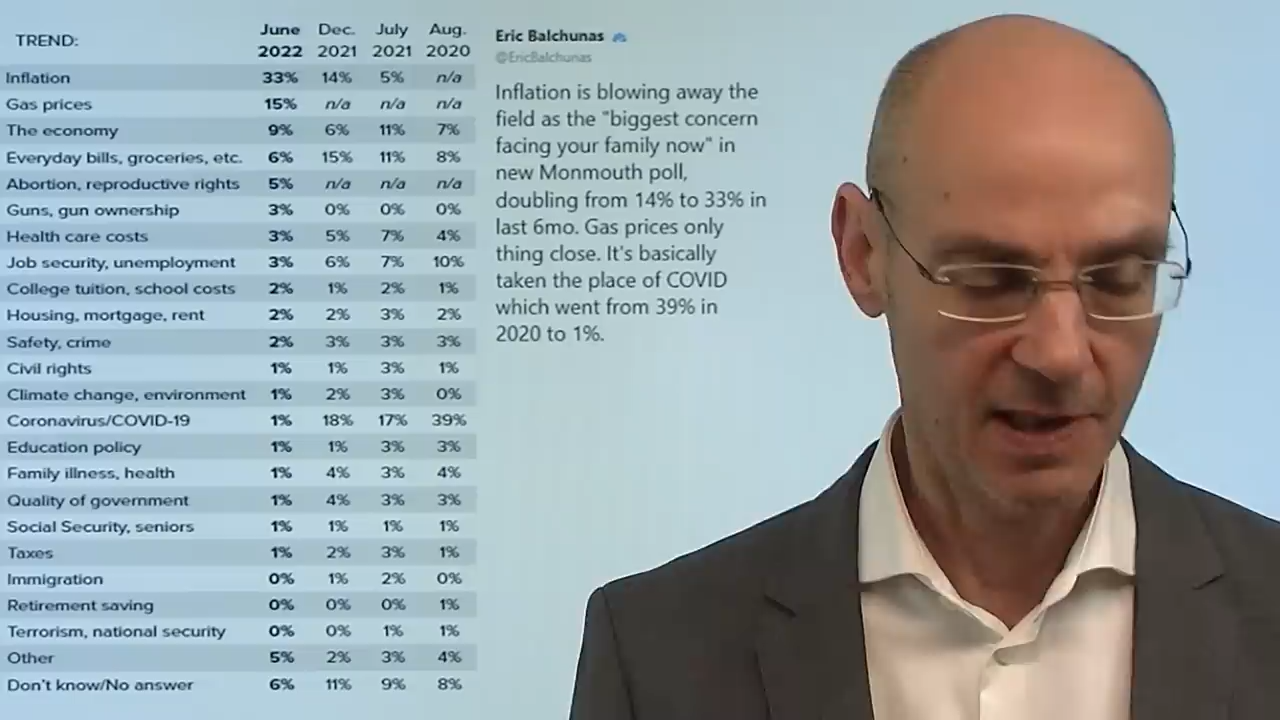 TREND: June 2022 Dec. 2021 July 2021 Aug. 2020
Inflation 33% 14% 5% n/a
Gas prices 15% n/a n/a n/a
The economy 9% 6% 11% 7%
Everyday bills, groceries, etc. 6% 15% 11% 8%
Abortion, reproductive rights 5% n/a n/a n/a
Guns, gun ownership 3% 0% 0% 0%
Health care costs 3% 5% 7% 4%
Job security, unemployment 3% 6% 7% 10%
College tuition, school costs 2% 1% 2% 1%
Housing, mortgage, rent 2% 2% 3% 2%
Safety, crime 2% 3% 3% 3%
Civil rights 1% 1% 3% 1%
Climate change, environment 1% 2% 3% 0%
Coronavirus/COVID-19 1% 18% 17% 39%
Education policy 1% 1% 3% 3%
Family illness, health 1% 4% 3% 4%
Quality of government 1% 4% 3% 3%
Social Security, seniors 1% 1% 1% 1%
Taxes 1% 2% 3% 1%
Immigration 0% 1% 2% 0%
Retirement saving 0% 0% 0% 1%
Terrorism, national security 0% 0% 1% 1%
Other 5% 2% 3% 4%
Don't know/No answer 6% 11% 9% 8%
Eric Balchunas
@EricBalchunas
Inflation is blowing away the
field as the "biggest concern
facing your family now" in
new Monmouth poll,
doubling from 14% to 33% in
last 6mo. Gas prices only
thing close. It's basically
taken the place of COVID
which went from 39% in
2020 to 1%.